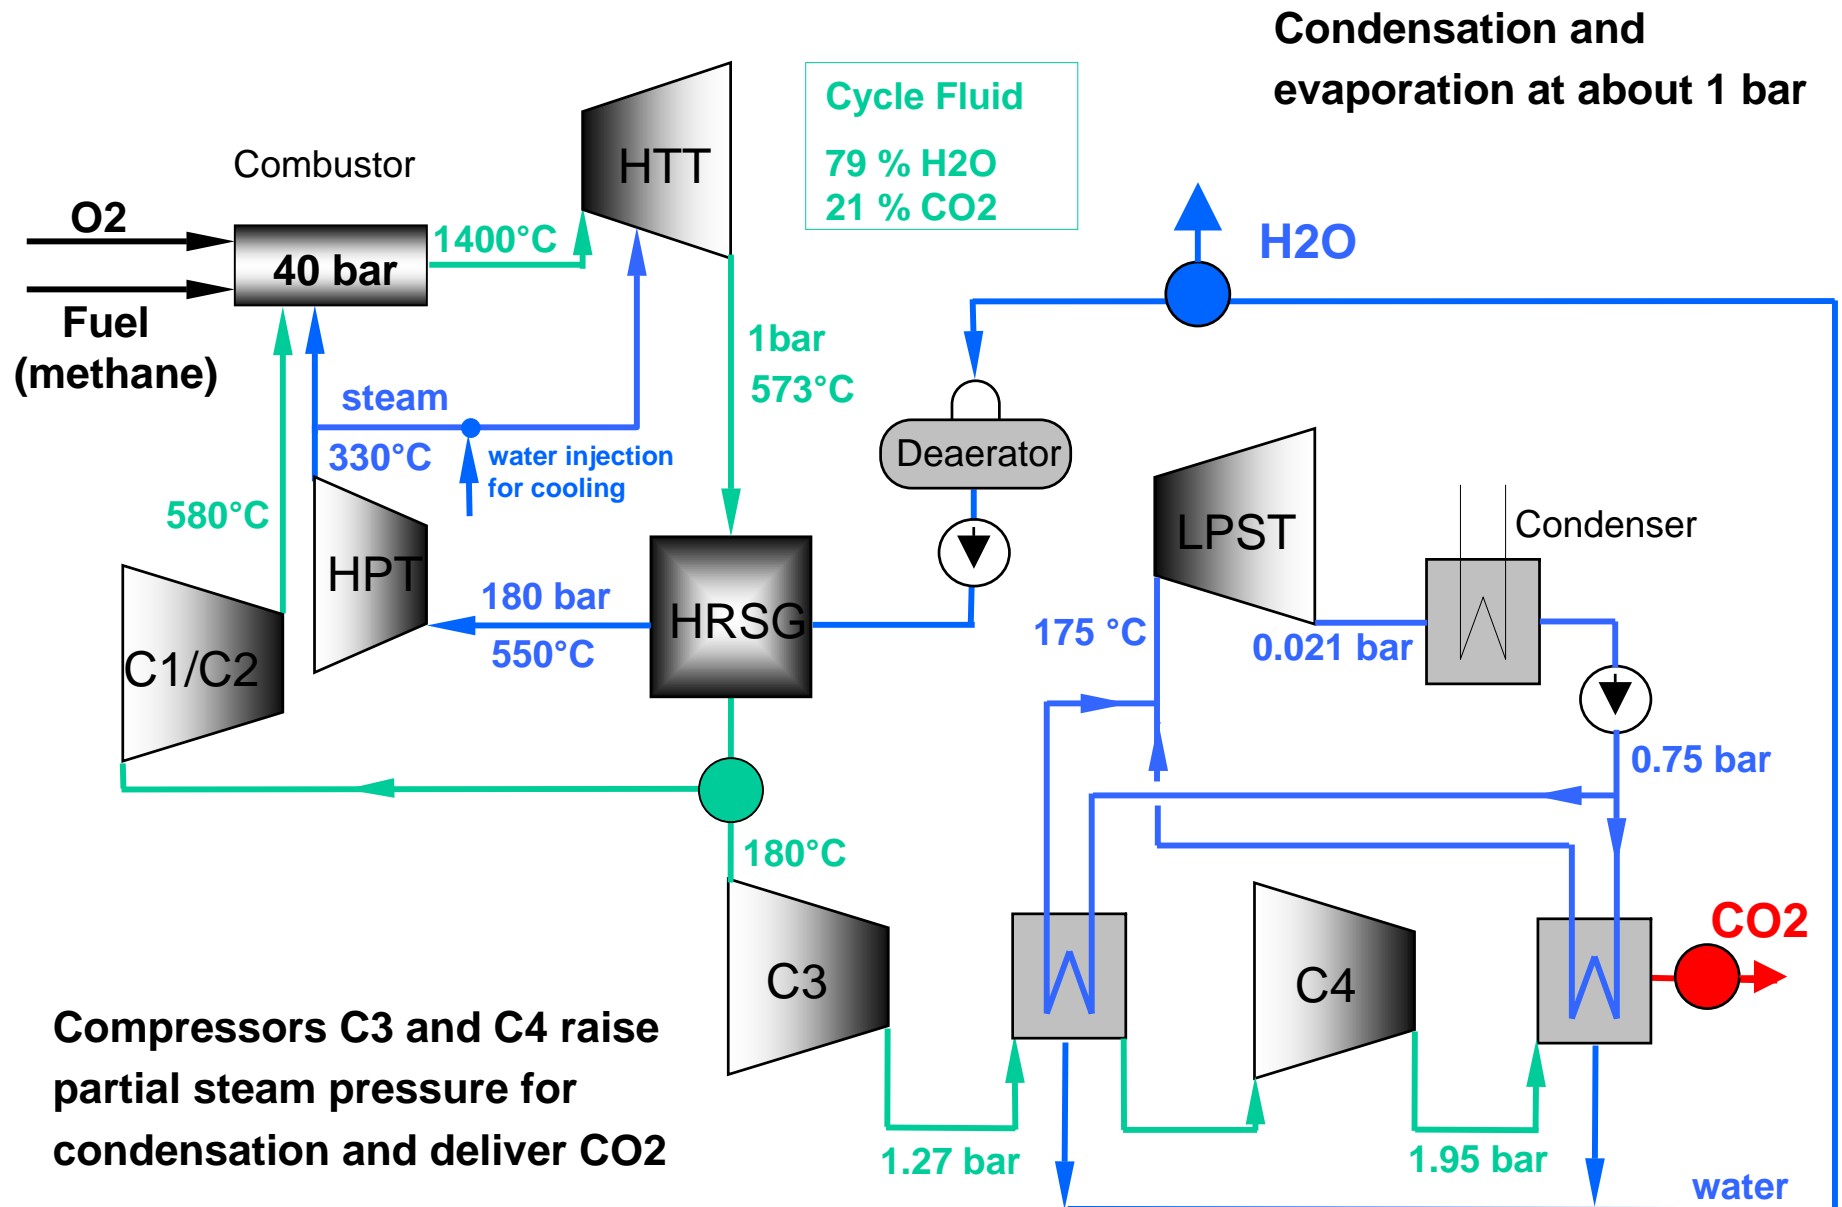 Condensation and
evaporation at about 1 bar
Cycle Fluid
79 % H2O
21 % CO2
HTT
Combustor
O2
1400°C
40 bar
Fuel
(methane)
H2O
1bar
573°C
steam
330°C
water injection
for cooling
Deaerator
580°C
LPST
Condenser
HPT
180 bar
550°C
HRSG
175 °C
0.021 bar
C1/C2
0.75 bar
180°C
CO2
C3
C4
Compressors C3 and C4 raise
partial steam pressure for
condensation and deliver CO2
1.27 bar
1.95 bar
water